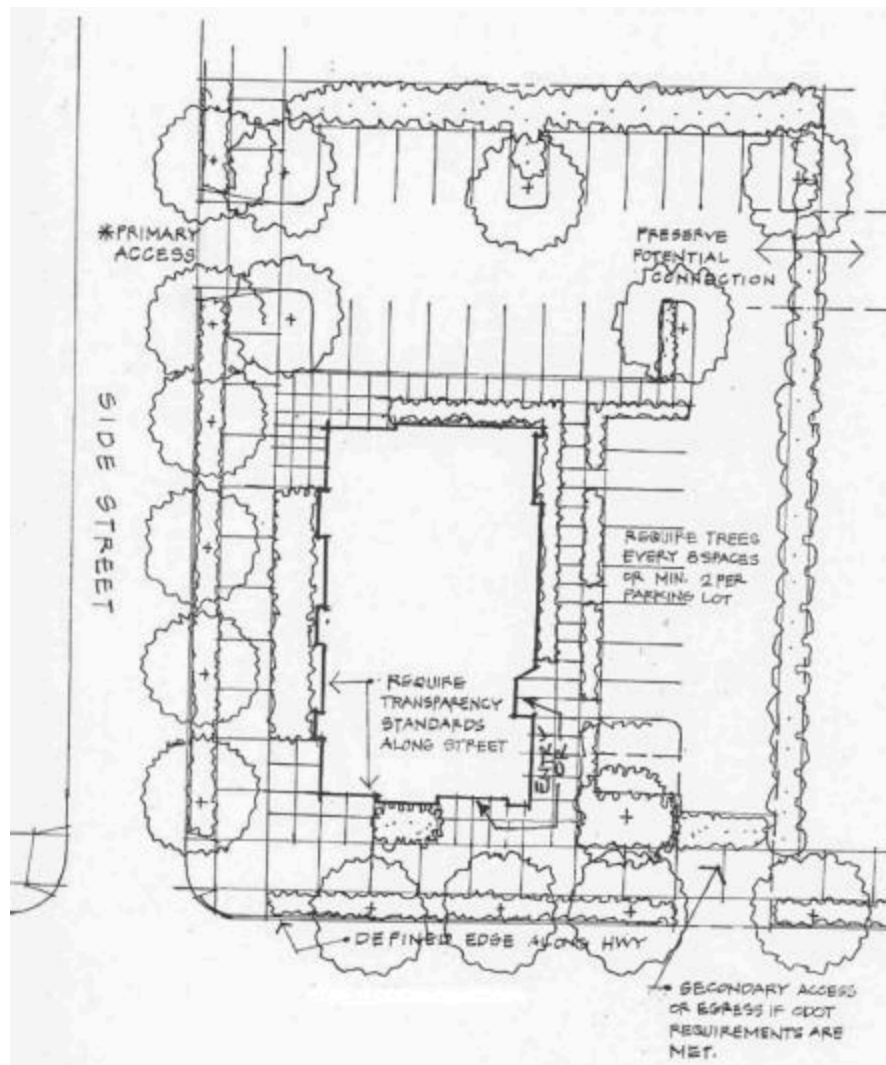 *PRIMARY
ACCESS
PRESERVE
POTENTIAL
CONNECTION
SIDE STREET
REQUIRE TREES
EVERY 8 SPACES
OR MIN. 2 PER
PARKING LOT
REQUIRE
TRANSPARENCY
STANDARDS
ALONG STREET
ENTRY
OR
DEFINED EDGE ALONG HWY
SECONDARY ACCESS
OR EGRESS IF ODOT
REQUIREMENTS ARE
MET.